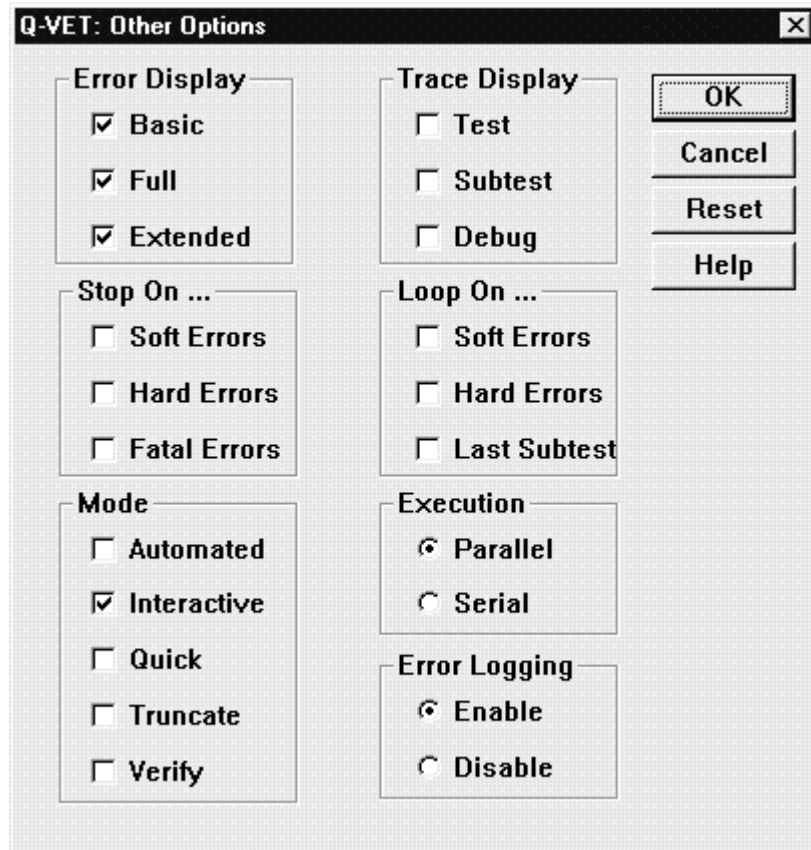 Q-VET: Other Options
Error Display
Basic
Full
Extended
Trace Display
Test
Subtest
Debug
OK
Cancel
Reset
Help
Stop On ...
Soft Errors
Hard Errors
Fatal Errors
Loop On ...
Soft Errors
Hard Errors
Last Subtest
Mode
Automated
Interactive
Quick
Truncate
Verify
Execution
Parallel
Serial
Error Logging
Enable
Disable